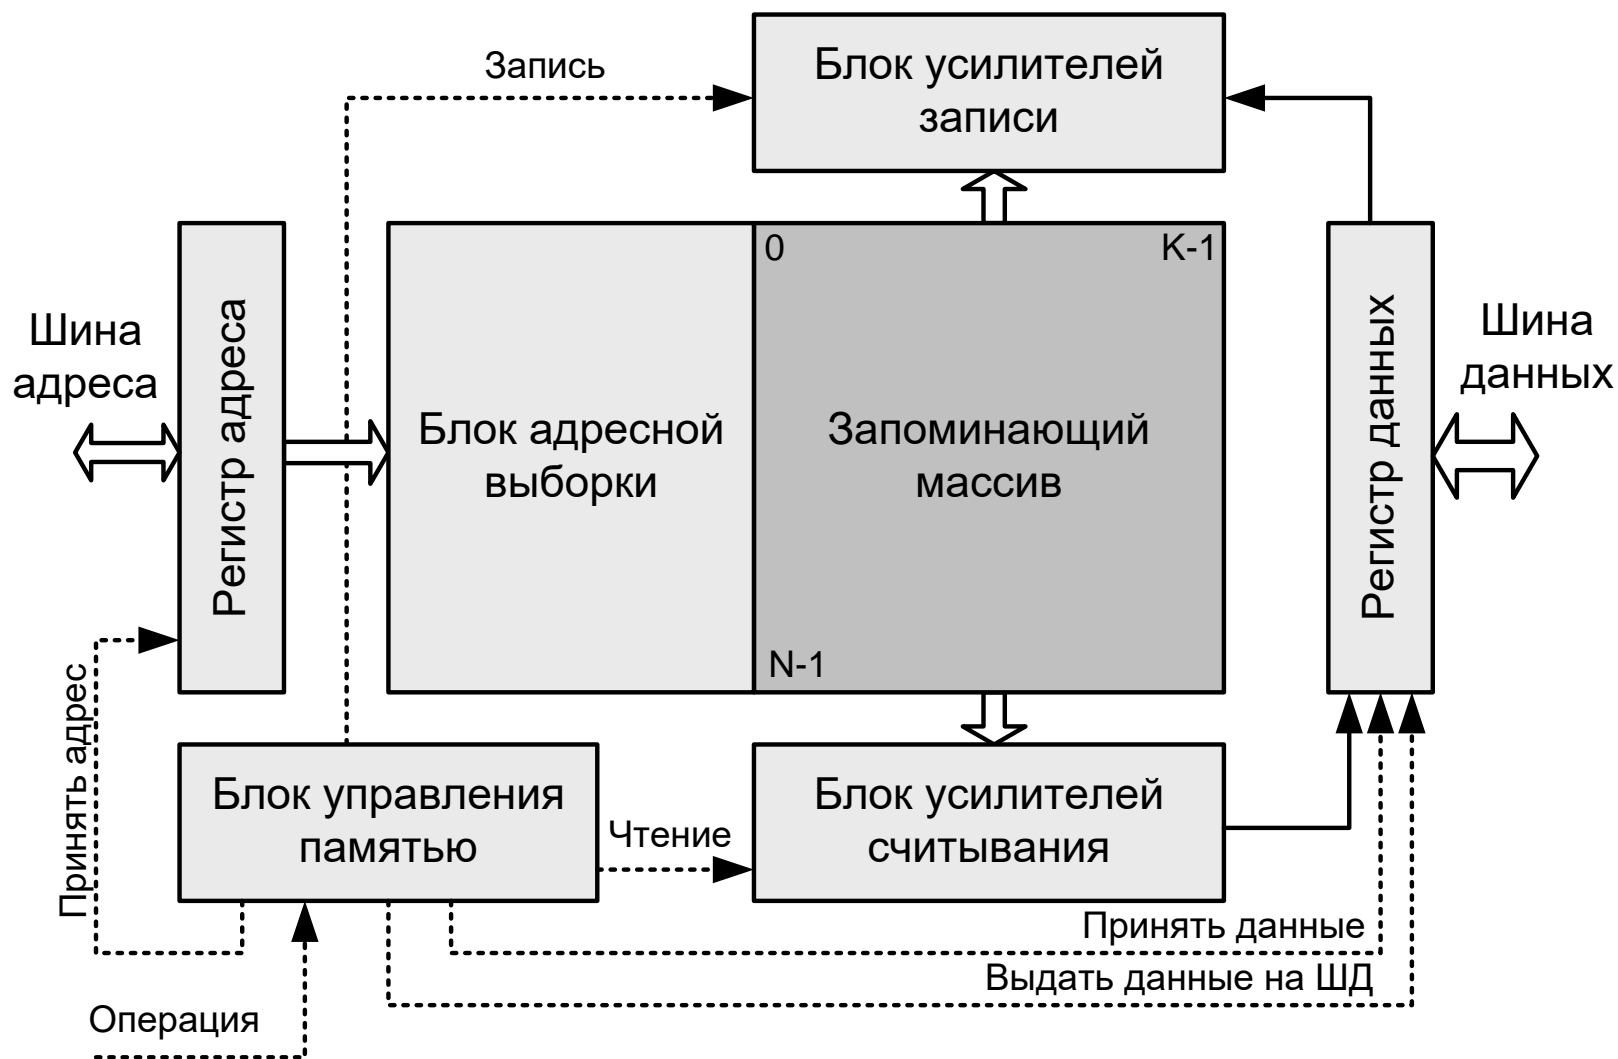 Запись
Блок усилителей
записи
0
K-1
Шина
адреса
Регистр адреса
Блок адресной
выборки
Запоминающий
массив
Регистр данных
Шина
данных
N-1
Принять адрес
Блок управления
памятью
Чтение
Блок усилителей
считывания
Принять данные
Выдать данные на ШД
Операция